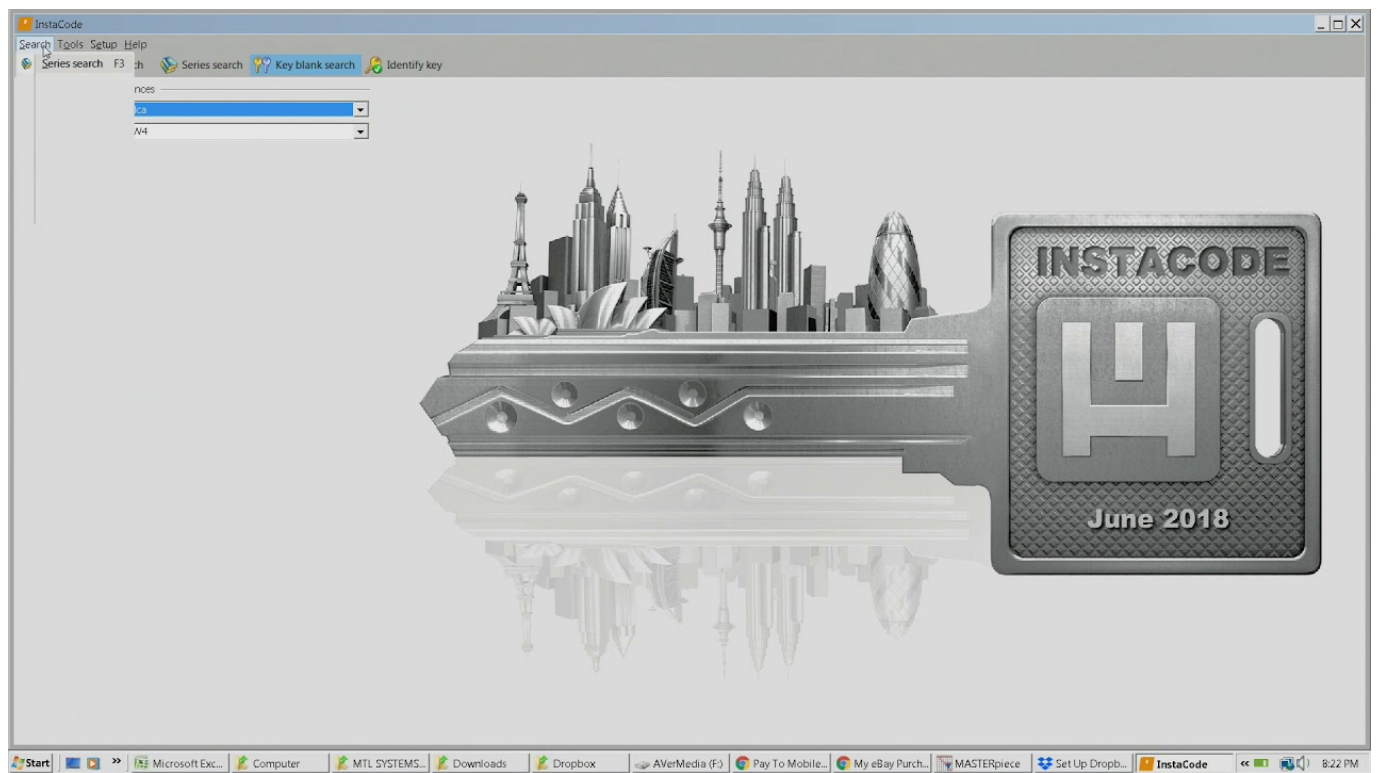 InstaCode
Search Tools Setup Help
Series search F3
ch Series search Key blank search Identify key
nces
ica
W4
INSTACODE
June 2018
Start » Microsoft Exc... Computer MTL SYSTEMS... Downloads Dropbox AVerMedia (F:) Pay To Mobile... My eBay Purch... MASTERpiece Set Up Dropb... InstaCode « 8:22 PM